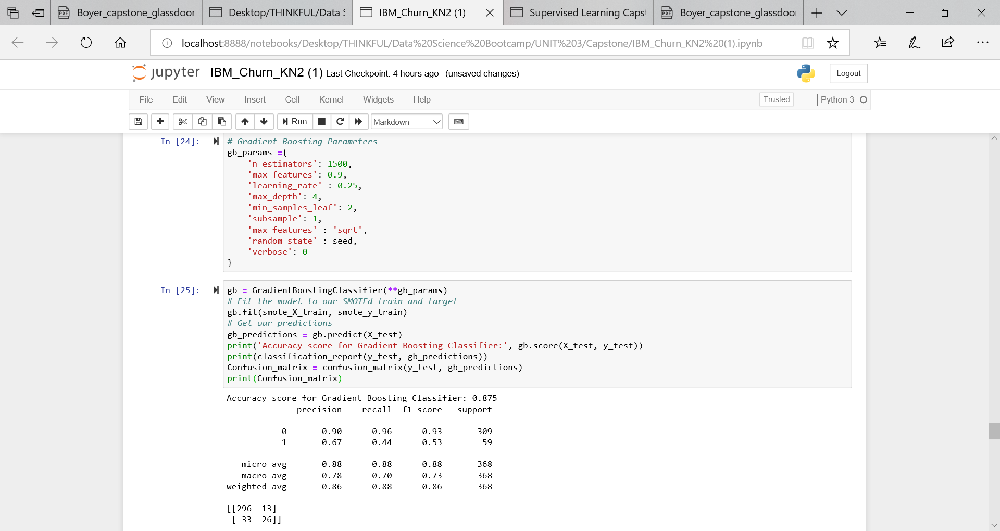 Boyer_capstone_glassdoor
Desktop/THINKFUL/Data S
IBM_Churn_KN2 (1)
Supervised Learning Capst
Boyer_capstone_glassdoor
localhost:8888/notebooks/Desktop/THINKFUL/Data%20Science%20Bootcamp/UNIT%203/Capstone/IBM_Churn_KN2%20(1).ipynb
jupyter IBM_Churn_KN2 (1) Last Checkpoint: 4 hours ago (unsaved changes)
Logout
File Edit View Insert Cell Kernel Widgets Help
Trusted Python 3
Run Markdown
In [24]:
# Gradient Boosting Parameters
gb_params ={
    'n_estimators': 1500,
    'max_features': 0.9,
    'learning_rate' : 0.25,
    'max_depth': 4,
    'min_samples_leaf': 2,
    'subsample': 1,
    'max_features' : 'sqrt',
    'random_state' : seed,
    'verbose': 0
}
In [25]:
gb = GradientBoostingClassifier(**gb_params)
# Fit the model to our SMOTEd train and target
gb.fit(smote_X_train, smote_y_train)
# Get our predictions
gb_predictions = gb.predict(X_test)
print('Accuracy score for Gradient Boosting Classifier:', gb.score(X_test, y_test))
print(classification_report(y_test, gb_predictions))
Confusion_matrix = confusion_matrix(y_test, gb_predictions)
print(Confusion_matrix)
Accuracy score for Gradient Boosting Classifier: 0.875
              precision    recall  f1-score   support
           0       0.90      0.96      0.93       309
           1       0.67      0.44      0.53        59
   micro avg       0.88      0.88      0.88       368
   macro avg       0.78      0.70      0.73       368
weighted avg       0.86      0.88      0.86       368
[[296  13]
 [ 33  26]]